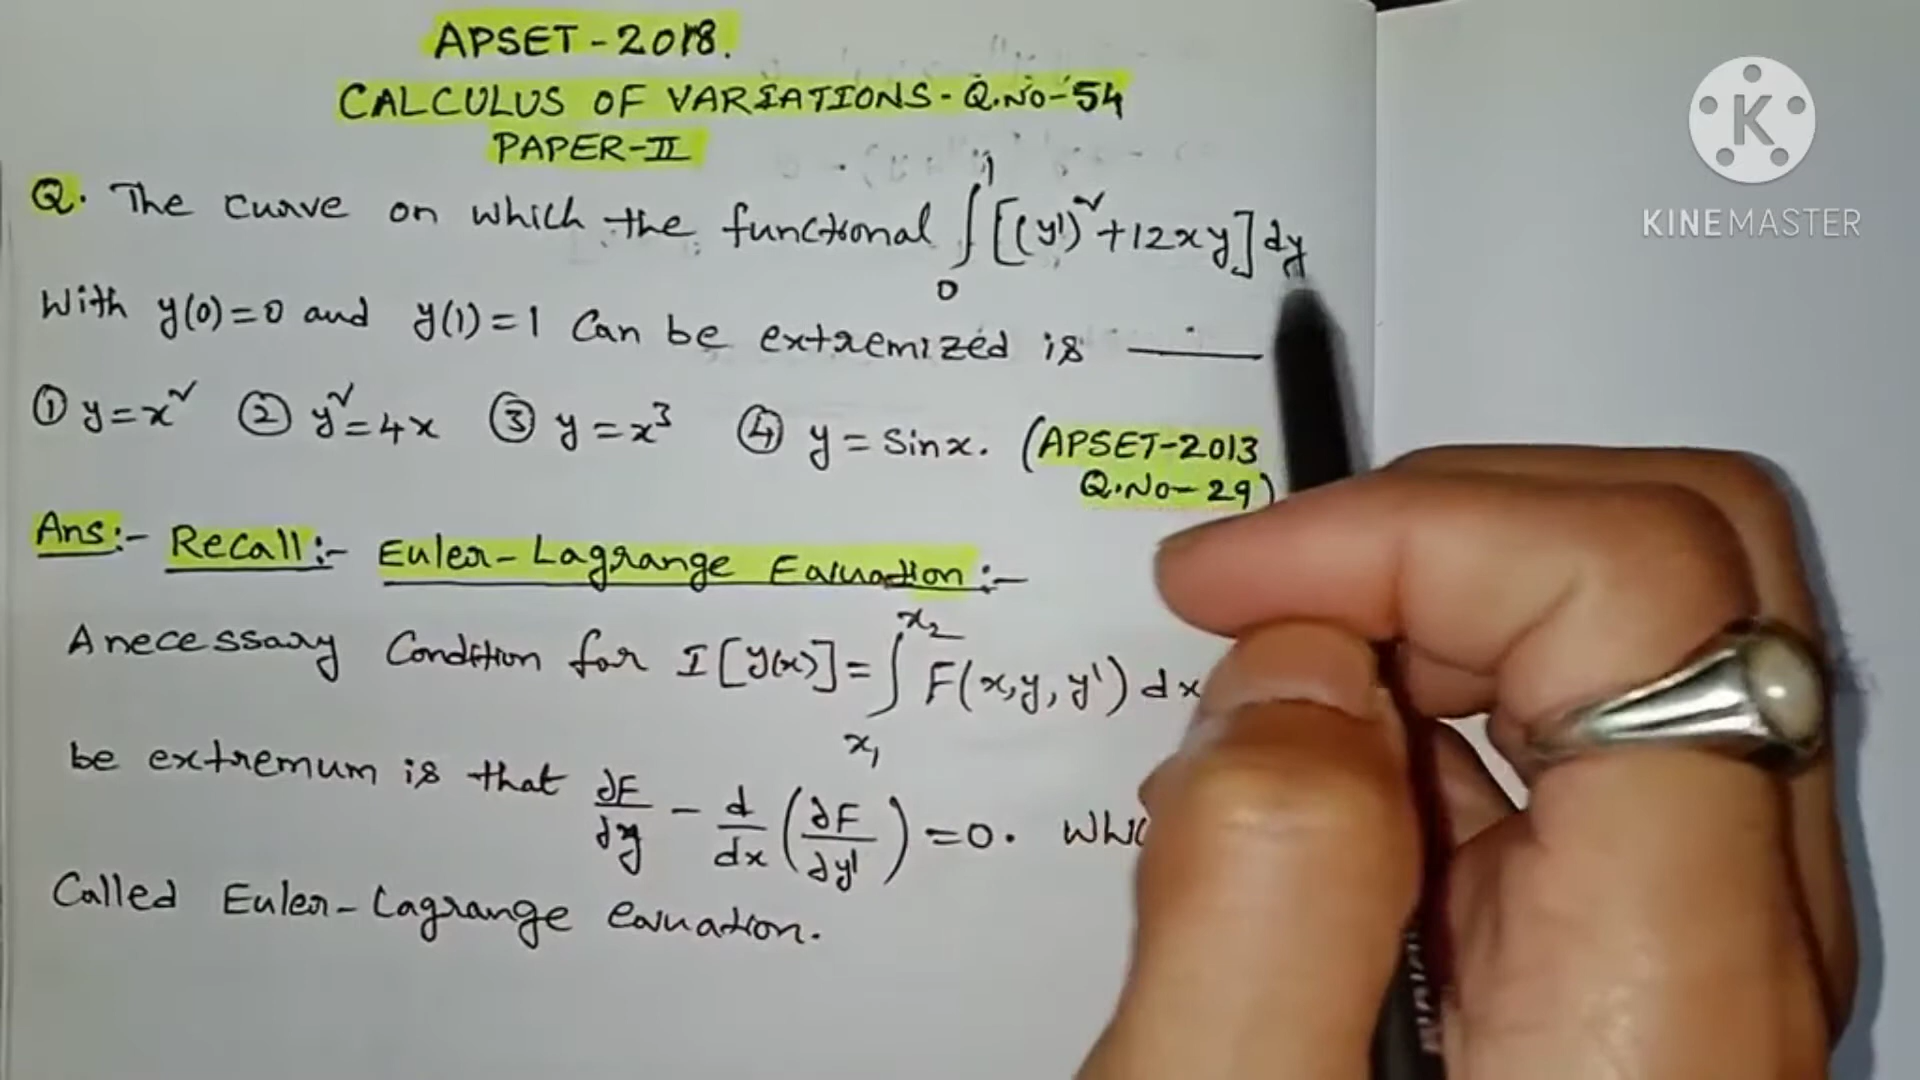 APSET-2018.
CALCULUS OF VARIATIONS-Q.NO-54
PAPER-II
Q. The curve on which the functional ∫₀¹ [(y')² + 12xy] dy
With y(0)=0 and y(1)=1 Can be extremized is ———
① y=x² ② y²=4x ③ y=x³ ④ y=Sinx. (APSET-2013
Q.No-29)
Ans:- Recall:- Euler-Lagrange Equation:-
A necessary Condition for I[y(x)] = ∫ₓ₁ˣ² F(x,y,y') dx
be extremum is that ∂F/∂y - d/dx (∂F/∂y') = 0.
Called Euler-Lagrange equation.
K
KINEMASTER